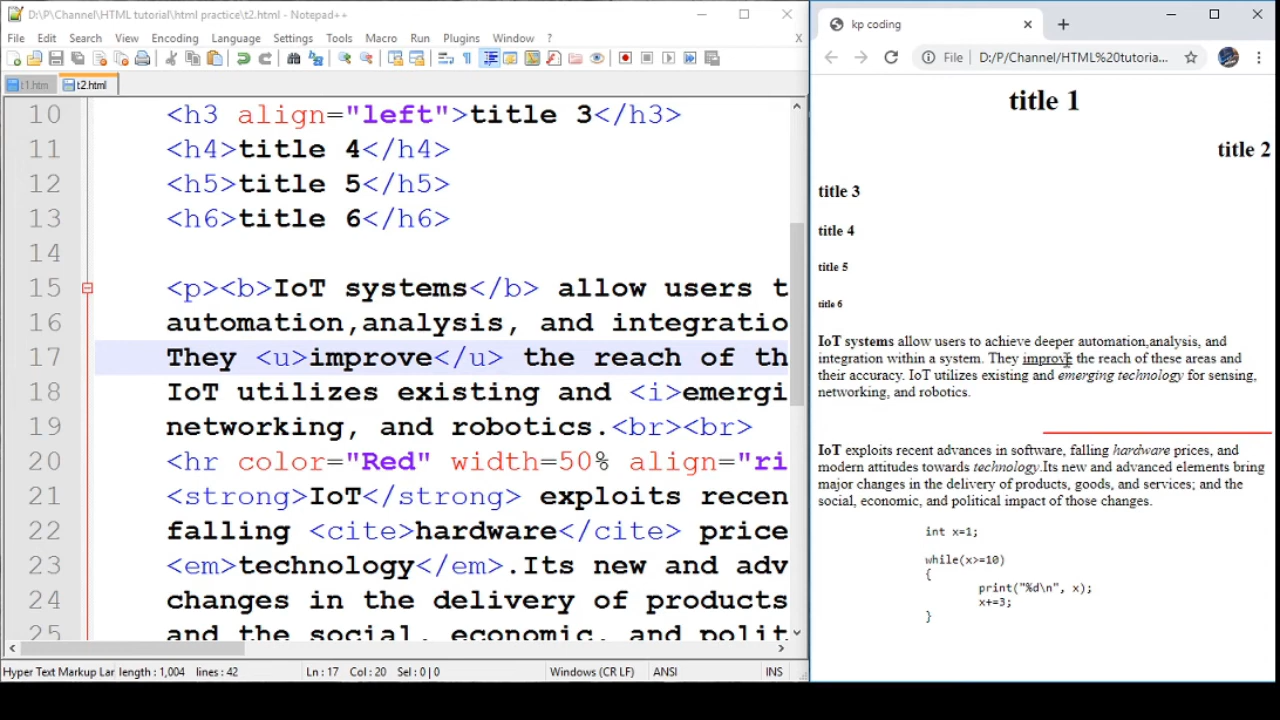 D:\P\Channel\HTML tutorial\html practice\t2.html - Notepad++
File Edit Search View Encoding Language Settings Tools Macro Run Plugins Window ? X
t1.htm t2.html
10 <h3 align="left">title 3</h3>
11 <h4>title 4</h4>
12 <h5>title 5</h5>
13 <h6>title 6</h6>
14
15 <p><b>IoT systems</b> allow users t
16 automation,analysis, and integratio
17 They <u>improve</u> the reach of th
18 IoT utilizes existing and <i>emergi
19 networking, and robotics.<br><br>
20 <hr color="Red" width=50% align="ri
21 <strong>IoT</strong> exploits recen
22 falling <cite>hardware</cite> price
23 <em>technology</em>.Its new and adv
24 changes in the delivery of products
25 and the social, economic, and polit
Hyper Text Markup Lar length : 1,004 lines : 42 Ln : 17 Col : 20 Sel : 0 | 0 Windows (CR LF) ANSI INS
kp coding
File D:/P/Channel/HTML%20tutoria...
title 1
title 2
title 3
title 4
title 5
title 6
IoT systems allow users to achieve deeper automation,analysis, and
integration within a system. They improve the reach of these areas and
their accuracy. IoT utilizes existing and emerging technology for sensing,
networking, and robotics.
IoT exploits recent advances in software, falling hardware prices, and
modern attitudes towards technology.Its new and advanced elements bring
major changes in the delivery of products, goods, and services; and the
social, economic, and political impact of those changes.
int x=1;
while(x>=10)
{
print("%d\n", x);
x+=3;
}